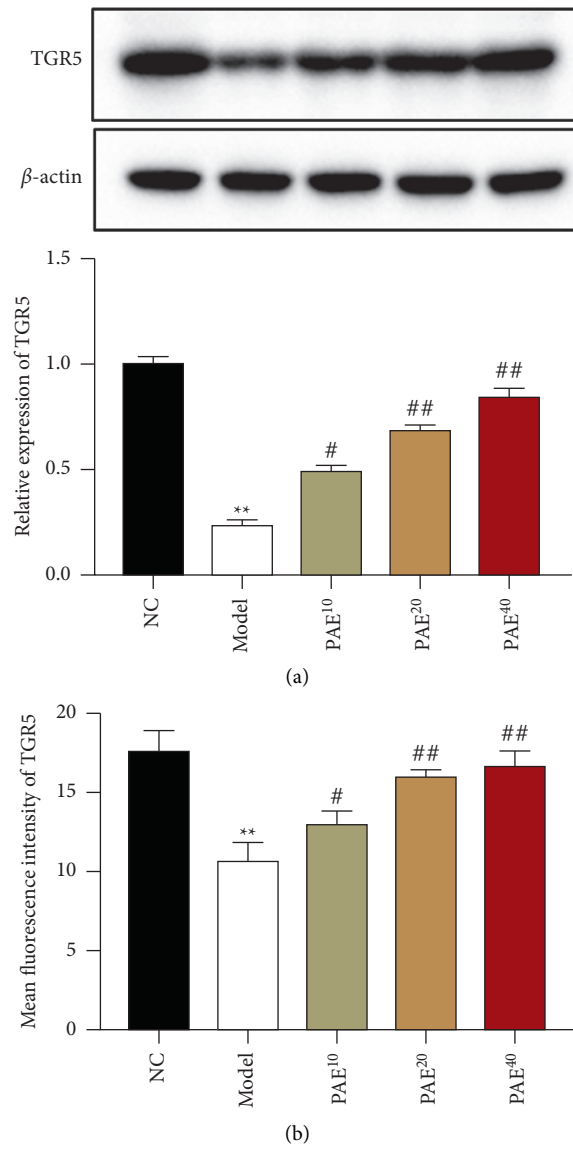 TGR5
β-actin
Relative expression of TGR5
1.5
1.0
0.5
0.0
**
#
##
##
NC
Model
PAE¹⁰
PAE²⁰
PAE⁴⁰
(a)
Mean fluorescence intensity of TGR5
20
15
10
5
0
**
#
##
##
NC
Model
PAE¹⁰
PAE²⁰
PAE⁴⁰
(b)